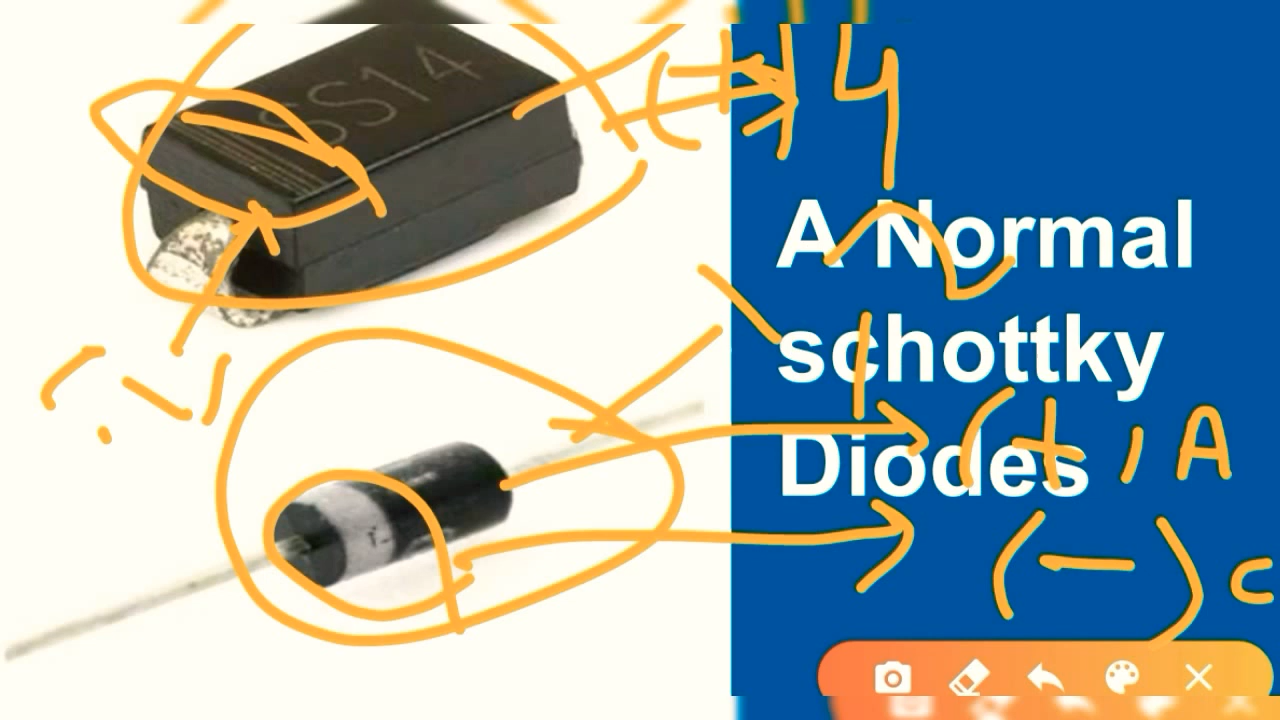 SS14
A Normal
schottky
Diodes
(+, A
(-) C